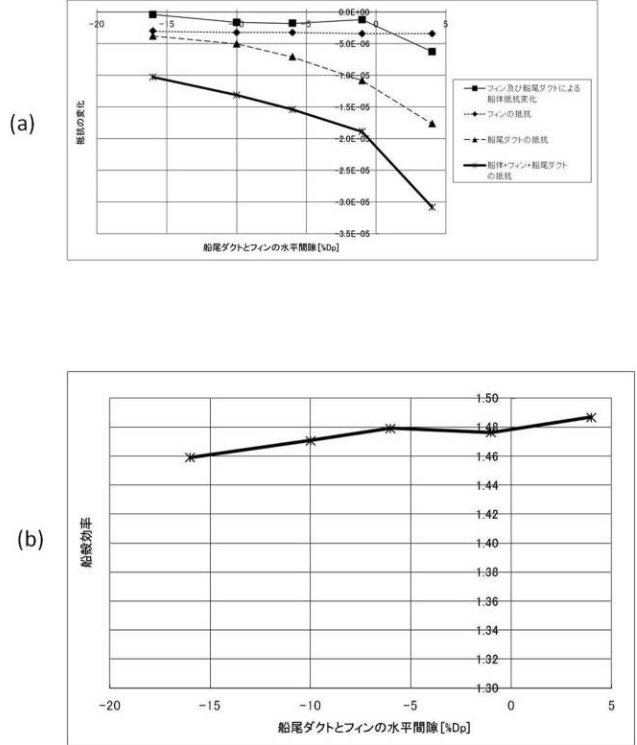 (a)
-20
-15
-10
-5
0
5
0.0E+00
-5.0E-06
-1.0E-05
-1.5E-05
-2.0E-05
-2.5E-05
-3.0E-05
-3.5E-05
抵抗の変化
船尾ダクトとフィンの水平間隙[%Dp]
フィン及び船尾ダクトによる
船体抵抗変化
フィンの抵抗
船尾ダクトの抵抗
船体+フィン+船尾ダクト
の抵抗
(b)
1.50
1.48
1.46
1.44
1.42
1.40
1.38
1.36
1.34
1.32
1.30
船殻効率
-20
-15
-10
-5
0
5
船尾ダクトとフィンの水平間隙[%Dp]